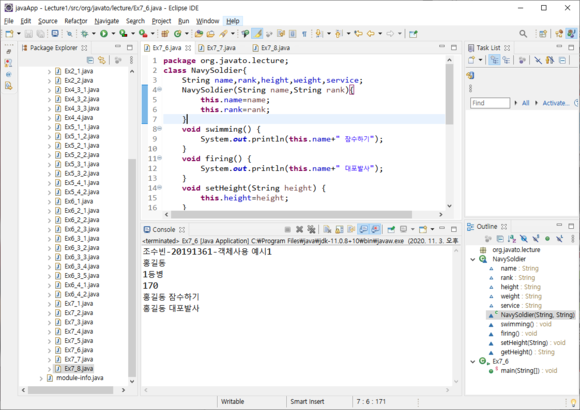 javaApp - Lecture1/src/org/javato/lecture/Ex7_6.java - Eclipse IDE
File Edit Source Refactor Navigate Search Project Run Window Help
Package Explorer
Ex2_1.java
Ex2_2.java
Ex4_3_1.java
Ex4_3_2.java
Ex4_3_3.java
Ex4_4.java
Ex5_1_1.java
Ex5_1_2.java
Ex5_2_1.java
Ex5_2_2.java
Ex5_3_1.java
Ex5_3_2.java
Ex5_4_1.java
Ex5_4_2.java
Ex6_1.java
Ex6_2_1.java
Ex6_2_2.java
Ex6_2_3.java
Ex6_3_1.java
Ex6_3_2.java
Ex6_4_1.java
Ex6_4_2.java
Ex7_1.java
Ex7_2.java
Ex7_3.java
Ex7_4.java
Ex7_5.java
Ex7_6.java
Ex7_7.java
Ex7_8.java
module-info.java
Ex7_6.java Ex7_7.java Ex7_8.java
1 package org.javato.lecture;
2 class NavySoldier{
3 String name,rank,height,weight,service;
4 NavySoldier(String name,String rank){
5 this.name=name;
6 this.rank=rank;
7 }
8 void swimming() {
9 System.out.println(this.name+" 잠수하기");
10 }
11 void firing() {
12 System.out.println(this.name+" 대포발사");
13 }
14 void setHeight(String height) {
15 this.height=height;
Console
<terminated> Ex7_6 [Java Application] C:₩Program Files₩java₩jdk-11.0.8+10₩bin₩javaw.exe (2020. 11. 3. 오후
조수빈-20191361-객체사용 예시1
홍길동
1등병
170
홍길동 잠수하기
홍길동 대포발사
Task List
Find All Activate...
Outline
org.javato.lecture
NavySoldier
name : String
rank : String
height : String
weight : String
service : String
NavySoldier(String, String)
swimming() : void
firing() : void
setHeight(String) : void
getHeight() : String
Ex7_6
main(String[]) : void
Writable Smart Insert 7 : 6 : 171